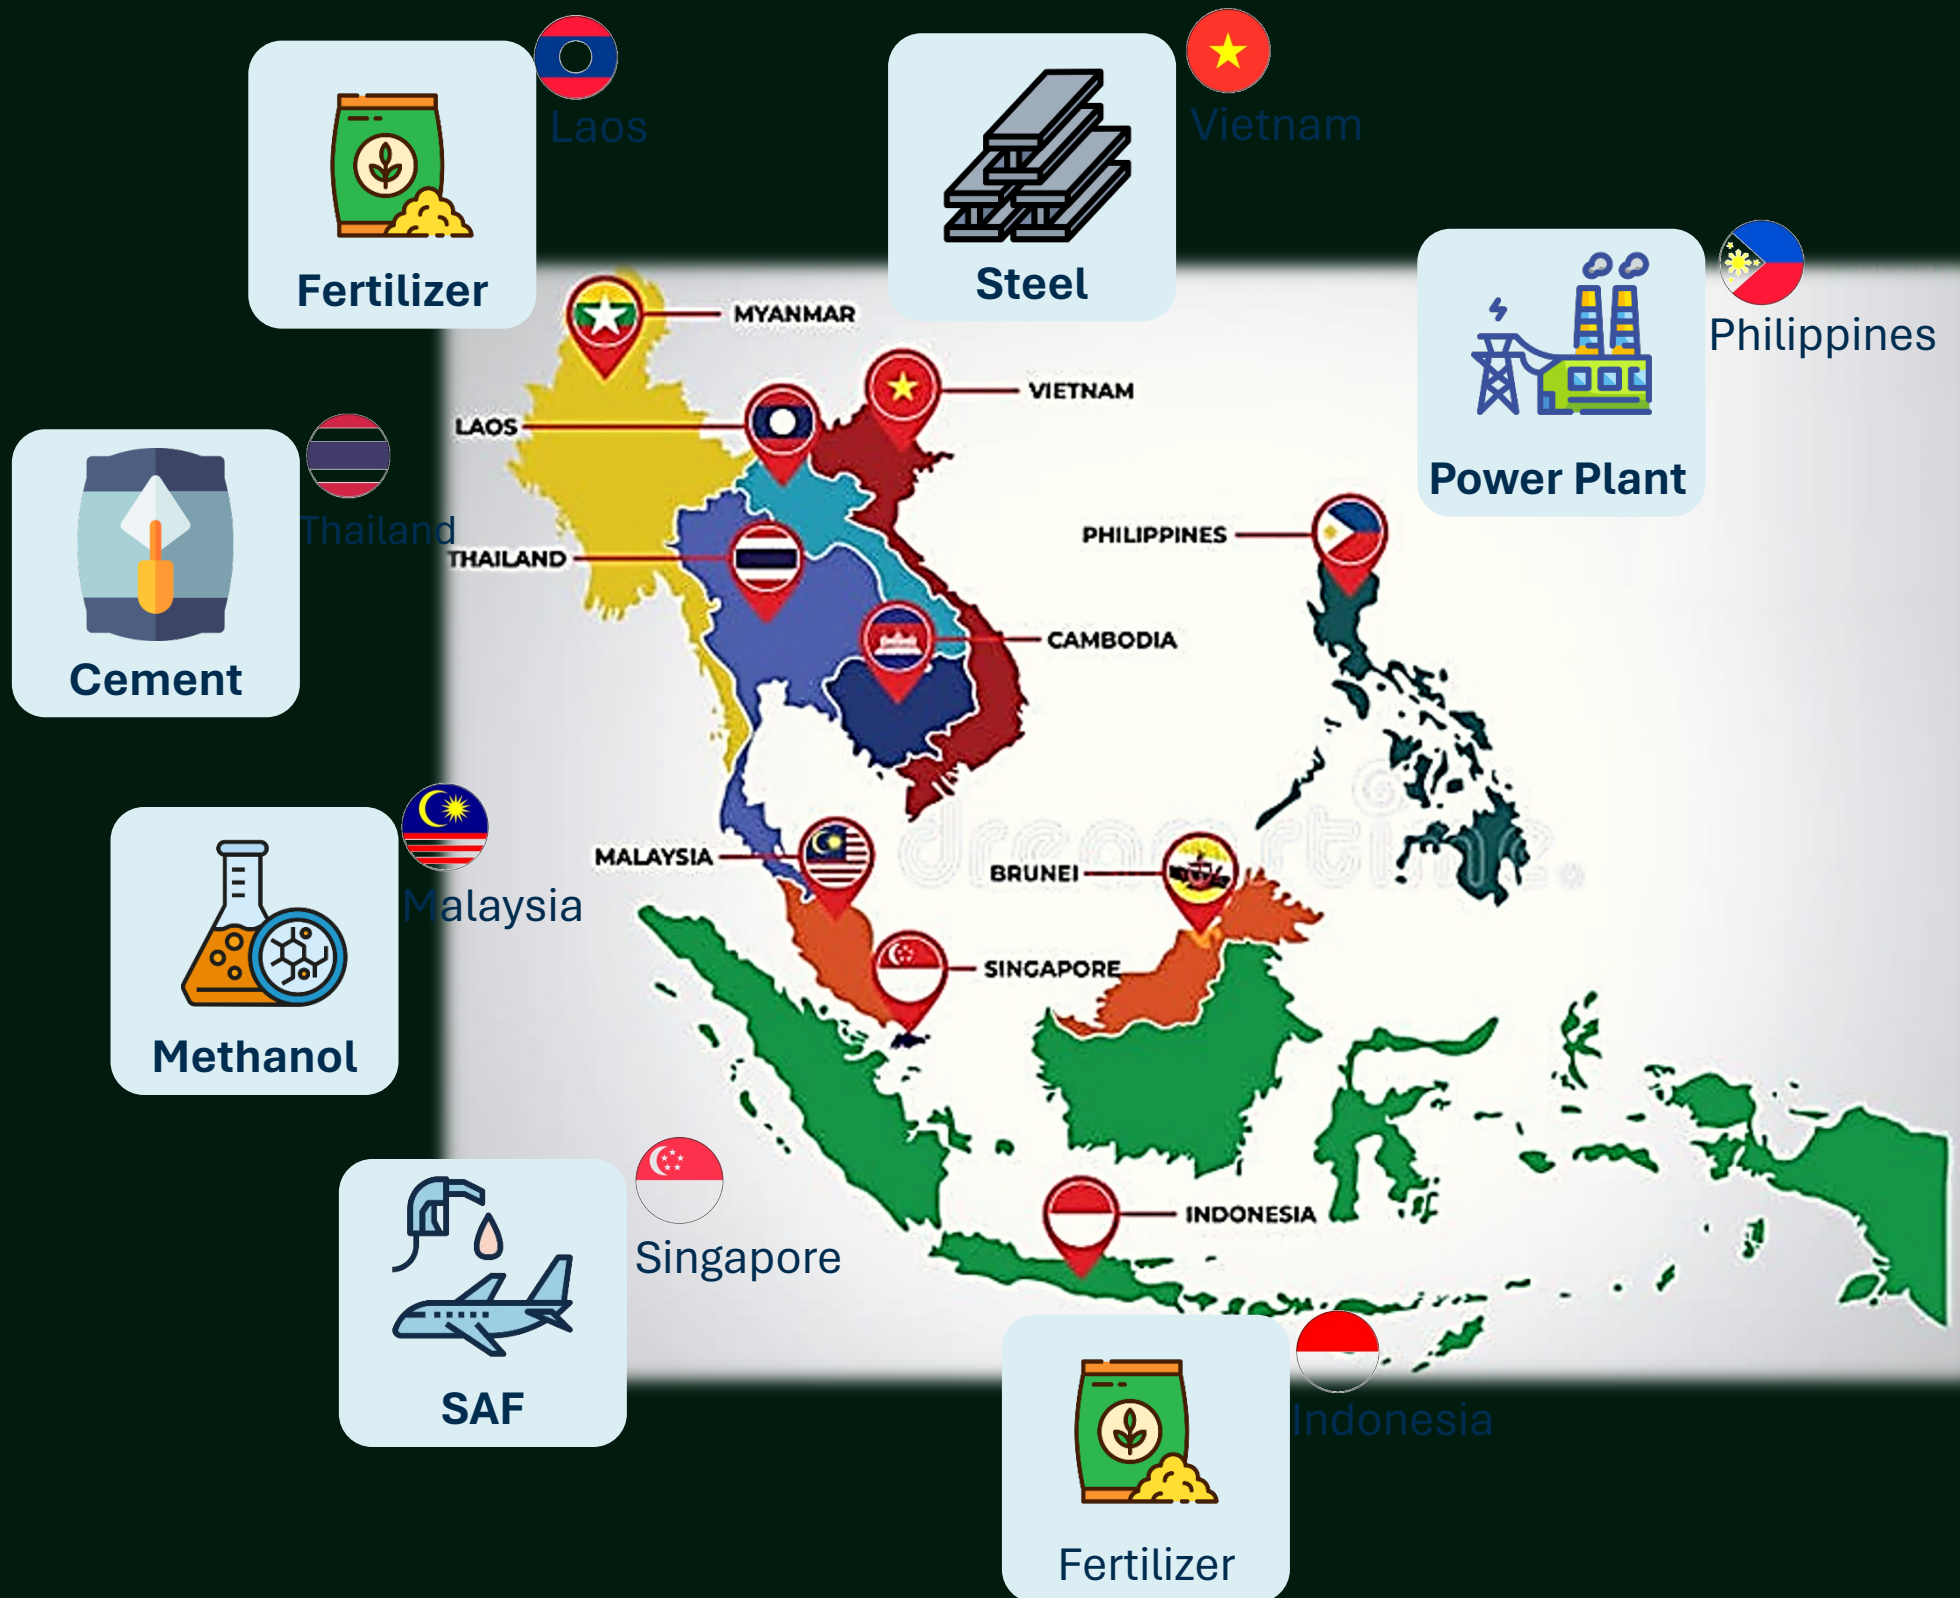 Laos
Fertilizer
Vietnam
Steel
Philippines
Power Plant
MYANMAR
VIETNAM
LAOS
Thailand
Cement
THAILAND
PHILIPPINES
CAMBODIA
Malaysia
Methanol
MALAYSIA
BRUNEI
dreamstime
SINGAPORE
Singapore
SAF
INDONESIA
Indonesia
Fertilizer